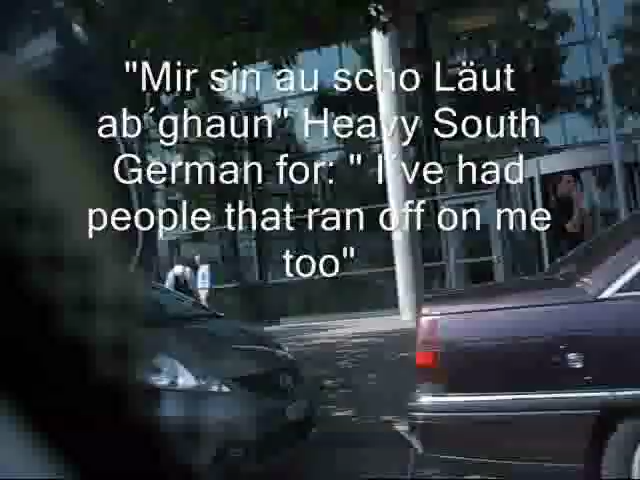 "Mir sin au scho Läut
ab´ghaun" Heavy South
German for: " I´ve had
people that ran off on me
too"